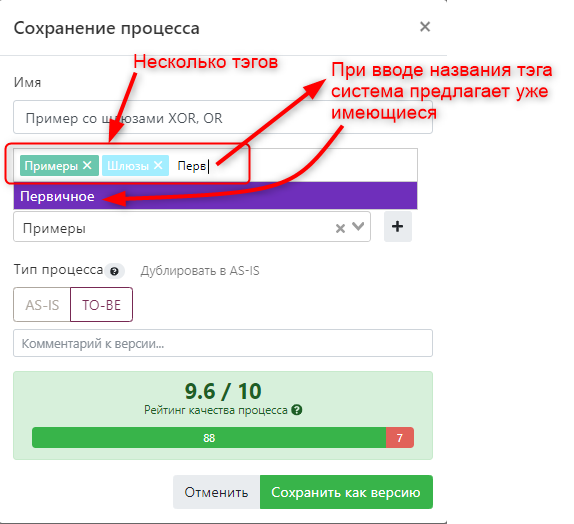 Сохранение процесса ×
Несколько тэгов
При вводе названия тэга
система предлагает уже
имеющиеся
Имя
Пример со шлюзами XOR, OR
Примеры × Шлюзы × Перв
Первичное
Примеры × +
Тип процесса ? Дублировать в AS-IS
AS-IS TO-BE
Комментарий к версии...
9.6 / 10
Рейтинг качества процесса ?
88 7
Отменить Сохранить как версию